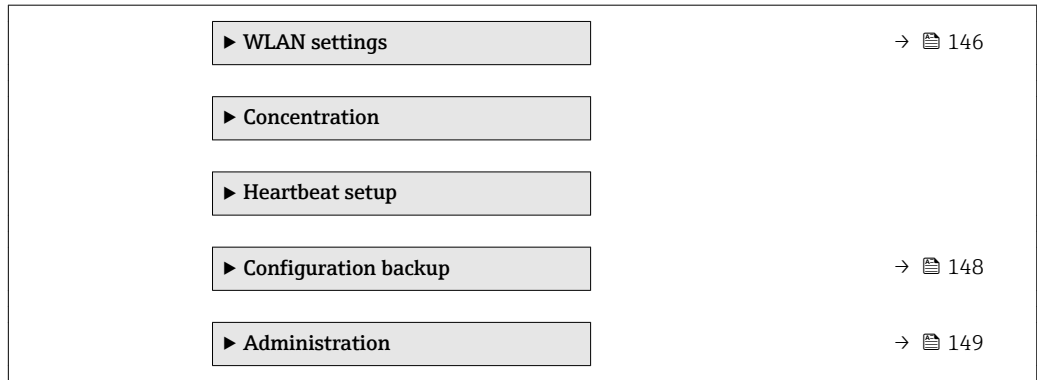 ▶ WLAN settings → 146
▶ Concentration
▶ Heartbeat setup
▶ Configuration backup → 148
▶ Administration → 149